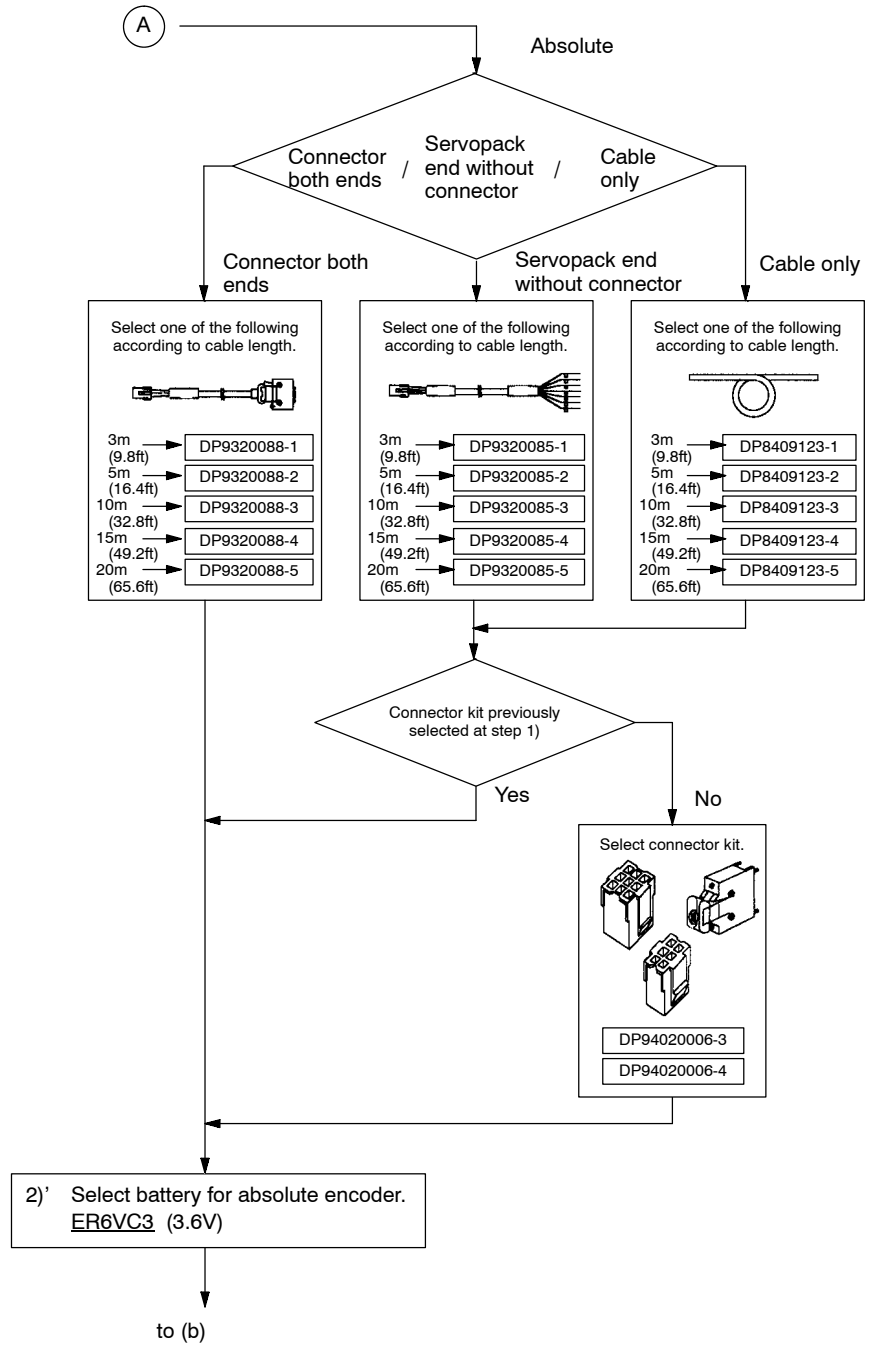 A
Absolute
Connector both ends / Servopack end without connector / Cable only
Connector both
ends
Servopack end
without connector
Cable only
Select one of the following
according to cable length.
3m
(9.8ft)
DP9320088-1
5m
(16.4ft)
DP9320088-2
10m
(32.8ft)
DP9320088-3
15m
(49.2ft)
DP9320088-4
20m
(65.6ft)
DP9320088-5
Select one of the following
according to cable length.
3m
(9.8ft)
DP9320085-1
5m
(16.4ft)
DP9320085-2
10m
(32.8ft)
DP9320085-3
15m
(49.2ft)
DP9320085-4
20m
(65.6ft)
DP9320085-5
Select one of the following
according to cable length.
3m
(9.8ft)
DP8409123-1
5m
(16.4ft)
DP8409123-2
10m
(32.8ft)
DP8409123-3
15m
(49.2ft)
DP8409123-4
20m
(65.6ft)
DP8409123-5
Connector kit previously
selected at step 1)
Yes
No
Select connector kit.
DP94020006-3
DP94020006-4
2)’ Select battery for absolute encoder.
ER6VC3 (3.6V)
to (b)